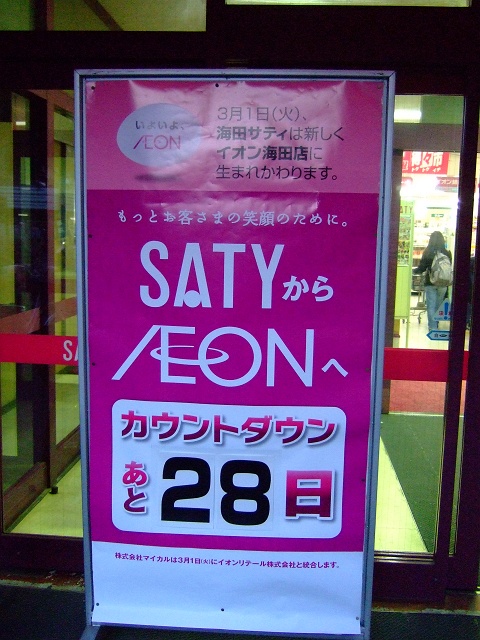 いよいよ、
ÆON
3月1日(火)、
海田サティは新しく
イオン海田店に
生まれかわります。
もっとお客さまの笑顔のために。
SATYから
ÆONへ
カウントダウン
あと
28日
株式会社マイカルは3月1日(火)にイオンリテール株式会社と統合します。
SA